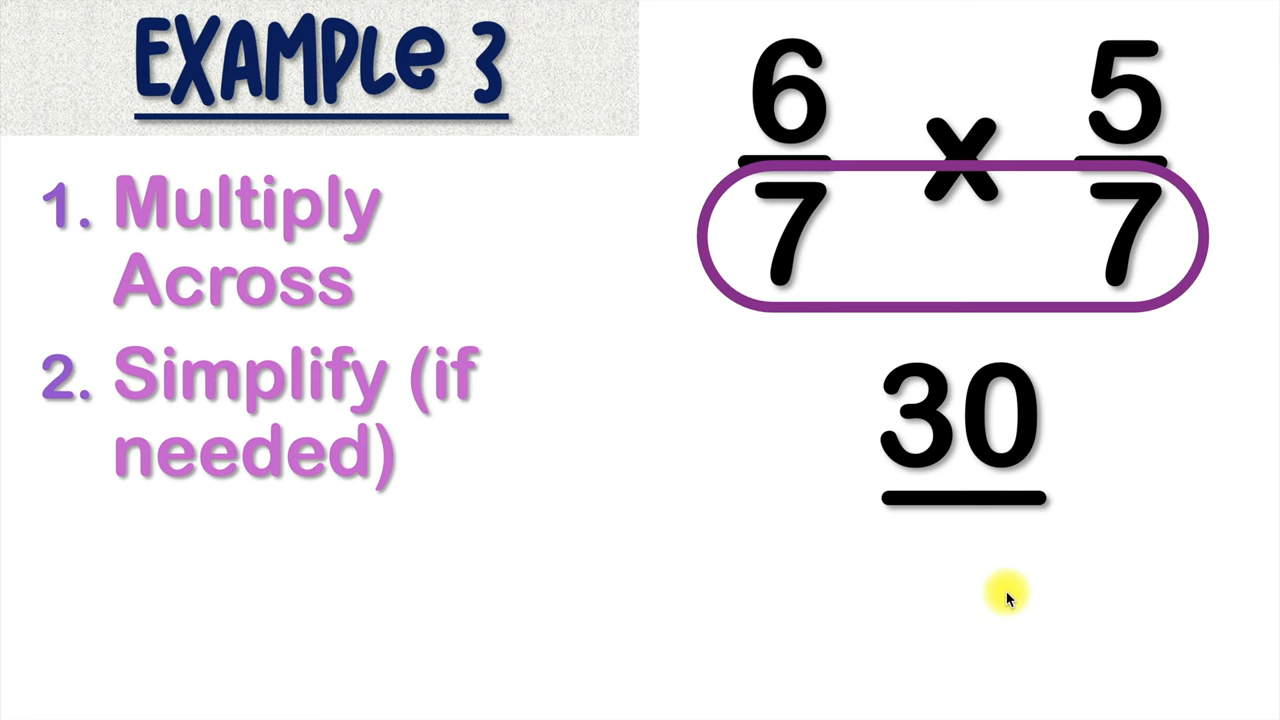 EXAMPLE 3
1. Multiply
Across
2. Simplify (if
needed)
6 5
x
7 7
30